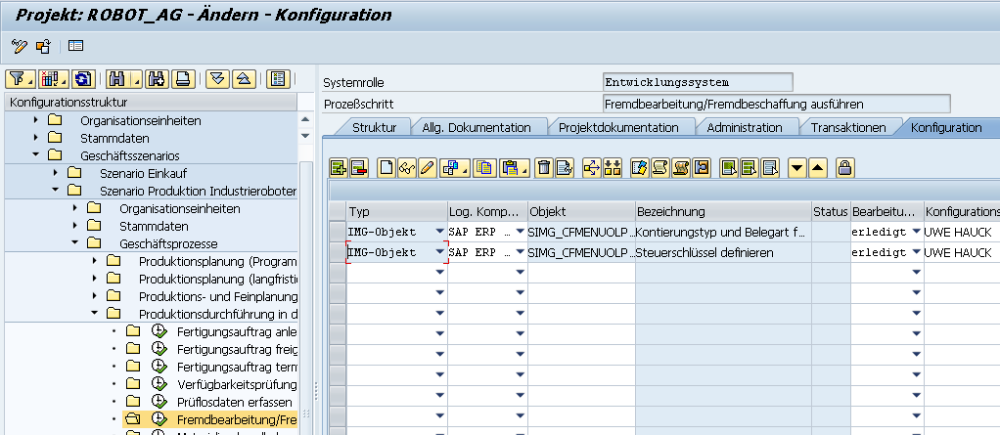 Projekt: ROBOT_AG - Ändern - Konfiguration
Konfigurationsstruktur
Organisationseinheiten
Stammdaten
Geschäftsszenarios
Szenario Einkauf
Szenario Produktion Industrieroboter
Organisationseinheiten
Stammdaten
Geschäftsprozesse
Produktionsplanung (Program
Produktionsplanung (langfristi
Produktions- und Feinplanung
Produktionsdurchführung in d
Fertigungsauftrag anle
Fertigungsauftrag freig
Fertigungsauftrag term
Verfügbarkeitsprüfung
Prüflosdaten erfassen
Fremdbearbeitung/Fre
Systemrolle Entwicklungssystem
Prozeßschritt Fremdbearbeitung/Fremdbeschaffung ausführen
Struktur Allg. Dokumentation Projektdokumentation Administration Transaktionen Konfiguration
Typ Log. Komp... Objekt Bezeichnung Status Bearbeitu... Konfigurations
IMG-Objekt SAP ERP ... SIMG_CFMENUOLP... Kontierungstyp und Belegart f... erledigt UWE HAUCK
IMG-Objekt SAP ERP ... SIMG_CFMENUOLP... Steuerschlüssel definieren erledigt UWE HAUCK